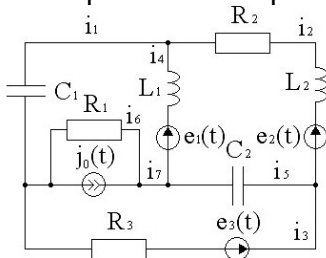 i₁
R₂
i₂
i₄
C₁
L₁
L₂
R₁
i₆
e₁(t)
e₂(t)
C₂
j₀(t)
i₇
i₅
e₃(t)
R₃
i₃